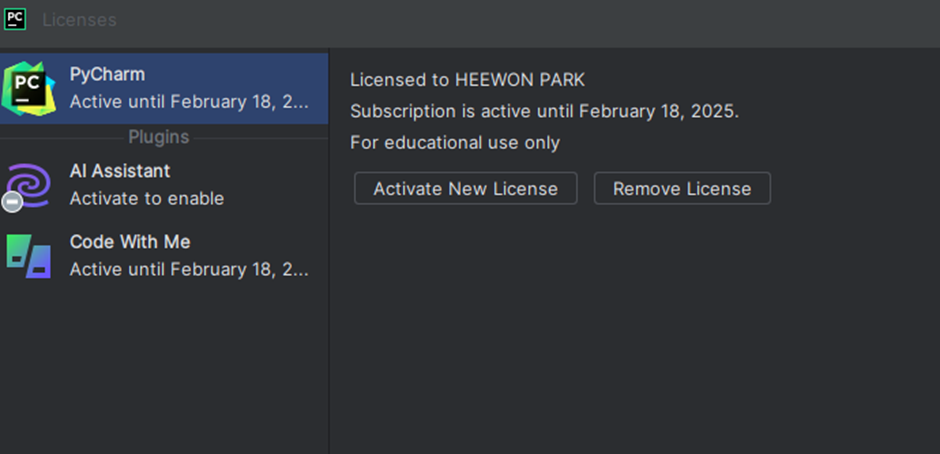 PC Licenses
PC
PyCharm
Active until February 18, 2...
Plugins
AI Assistant
Activate to enable
Code With Me
Active until February 18, 2...
Licensed to HEEWON PARK
Subscription is active until February 18, 2025.
For educational use only
Activate New License Remove License